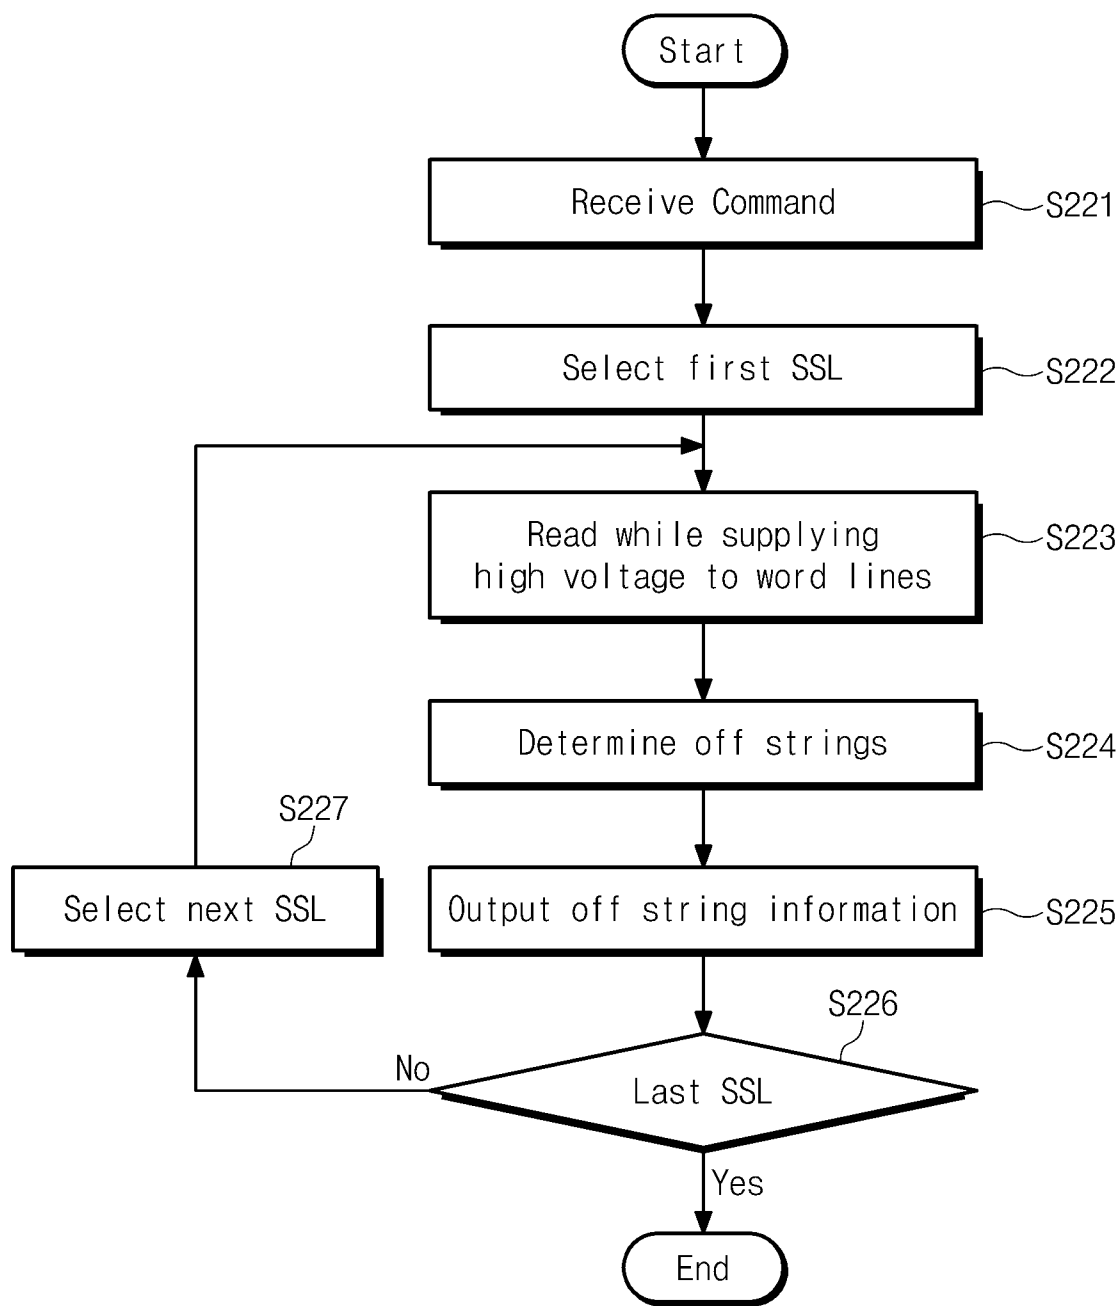 Start
Receive Command
S221
Select first SSL
S222
Read while supplying
high voltage to word lines
S223
Determine off strings
S224
S227
Select next SSL
Output off string information
S225
S226
No
Last SSL
Yes
End